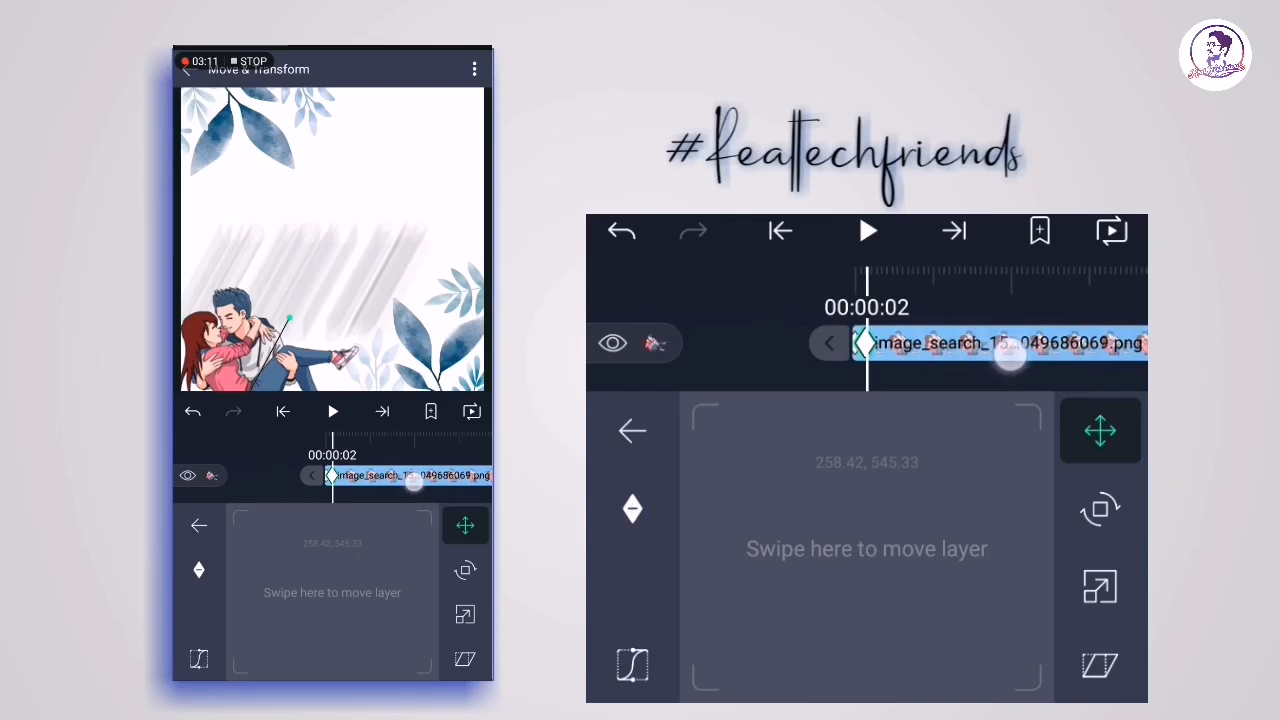 03:11 STOP
Move & Transform
#Realtechfriends
00:00:02
image_search_15...049686069.png
258.42, 545.33
Swipe here to move layer
00:00:02
image_search_15...049686069.png
258.42, 545.33
Swipe here to move layer